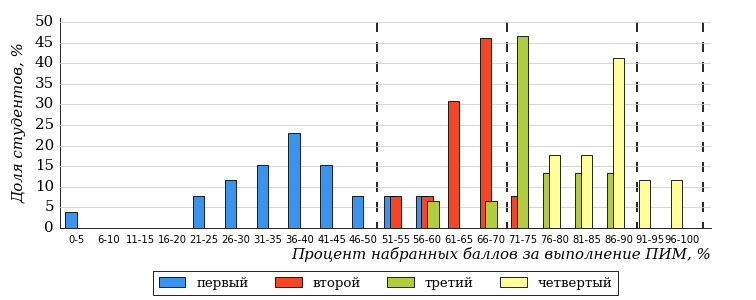 Доля студентов, %
50
45
40
35
30
25
20
15
10
5
0
0-5 6-10 11-15 16-20 21-25 26-30 31-35 36-40 41-45 46-50 51-55 56-60 61-65 66-70 71-75 76-80 81-85 86-90 91-95 96-100
Процент набранных баллов за выполнение ПИМ, %
первый второй третий четвертый